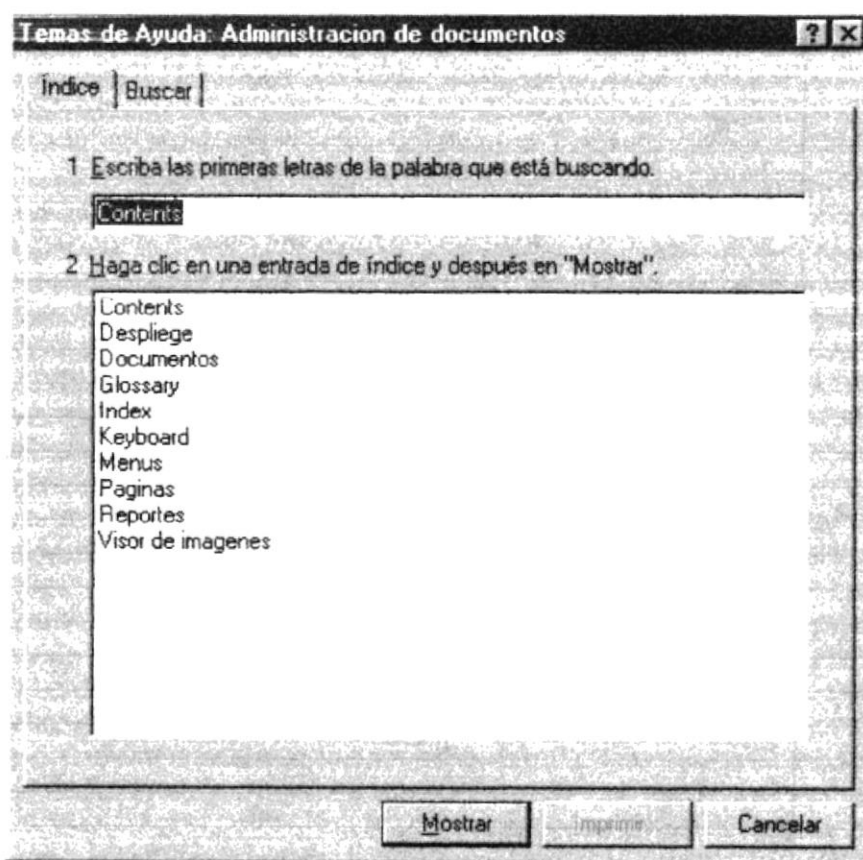 Temas de Ayuda: Administracion de documentos ? X
Índice Buscar
1 Escriba las primeras letras de la palabra que está buscando.
Contents
2 Haga clic en una entrada de índice y después en "Mostrar".
Contents
Despliege
Documentos
Glossary
Index
Keyboard
Menus
Paginas
Reportes
Visor de imagenes
Mostrar Imprimir... Cancelar